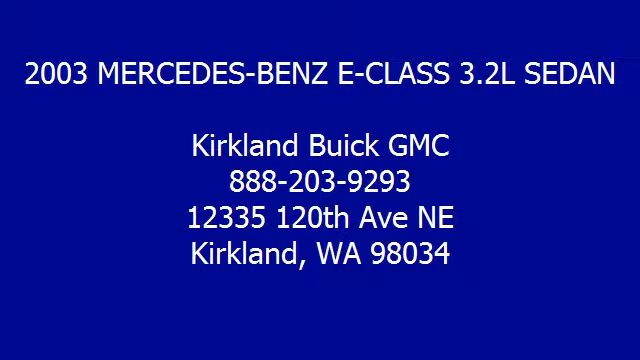 2003 MERCEDES-BENZ E-CLASS 3.2L SEDAN
Kirkland Buick GMC
888-203-9293
12335 120th Ave NE
Kirkland, WA 98034